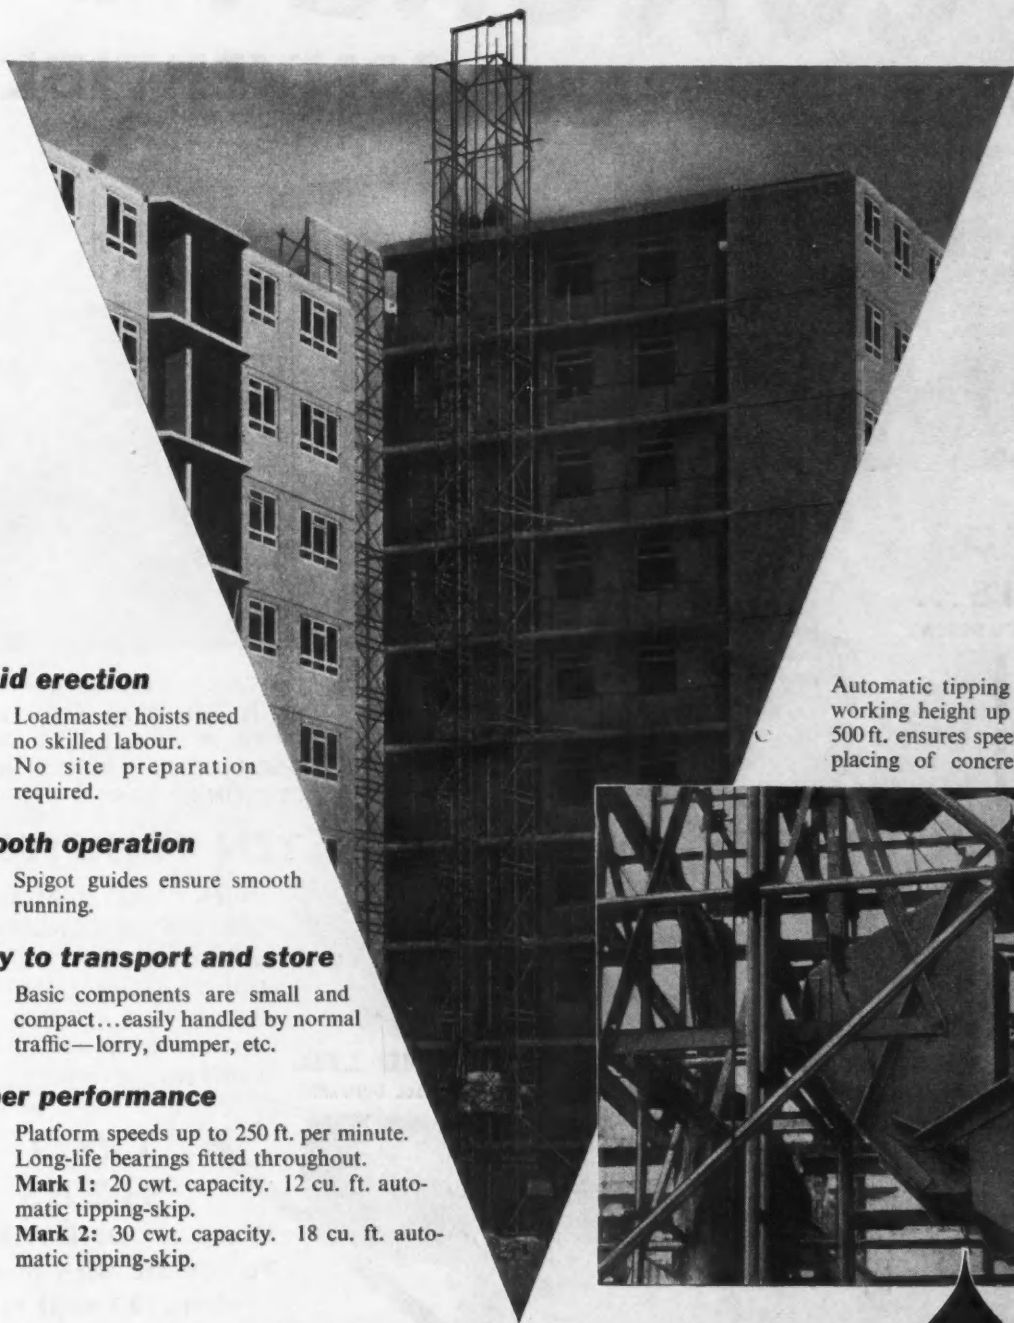 id erection
Loadmaster hoists need
no skilled labour.
No site preparation
required.
ooth operation
Spigot guides ensure smooth
running.
y to transport and store
Basic components are small and
compact...easily handled by normal
traffic—lorry, dumper, etc.
er performance
Platform speeds up to 250 ft. per minute.
Long-life bearings fitted throughout.
Mark 1: 20 cwt. capacity. 12 cu. ft. auto-
matic tipping-skip.
Mark 2: 30 cwt. capacity. 18 cu. ft. auto-
matic tipping-skip.
Automatic tipping
working height up
500 ft. ensures spee
placing of concre